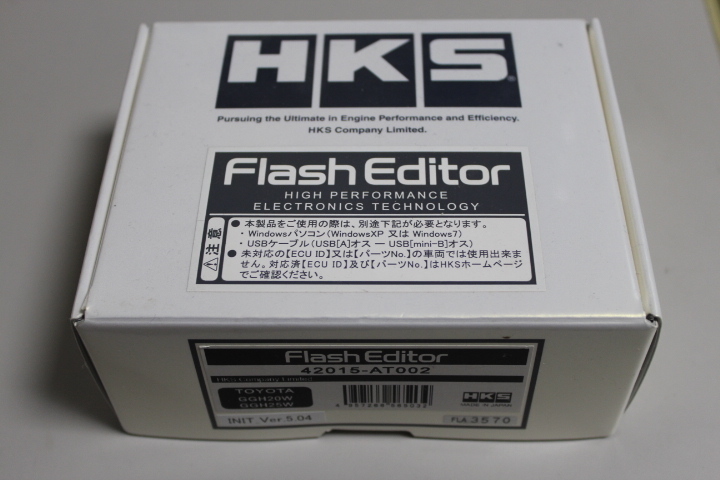 HKS
Pursuing the Ultimate in Engine Performance and Efficiency.
HKS Company Limited.
Flash Editor
HIGH PERFORMANCE
ELECTRONICS TECHNOLOGY
注意
● 本製品をご使用の際は、別途下記が必要となります。
・Windowsパソコン(WindowsXP 又は Windows7)
・USBケーブル(USB[A]オス ー USB[mini-B]オス)
● 未対応の【ECU ID】又は【パーツNo.】の車両では使用出来ま
せん。対応済【ECU ID】及び【パーツNo.】はHKSホームページ
でご確認ください。
Flash Editor
42015-AT002
HKS Company Limited
TOYOTA
GGH20W
GGH25W
INIT Ver.5.04
HKS
MADE IN JAPAN
3570